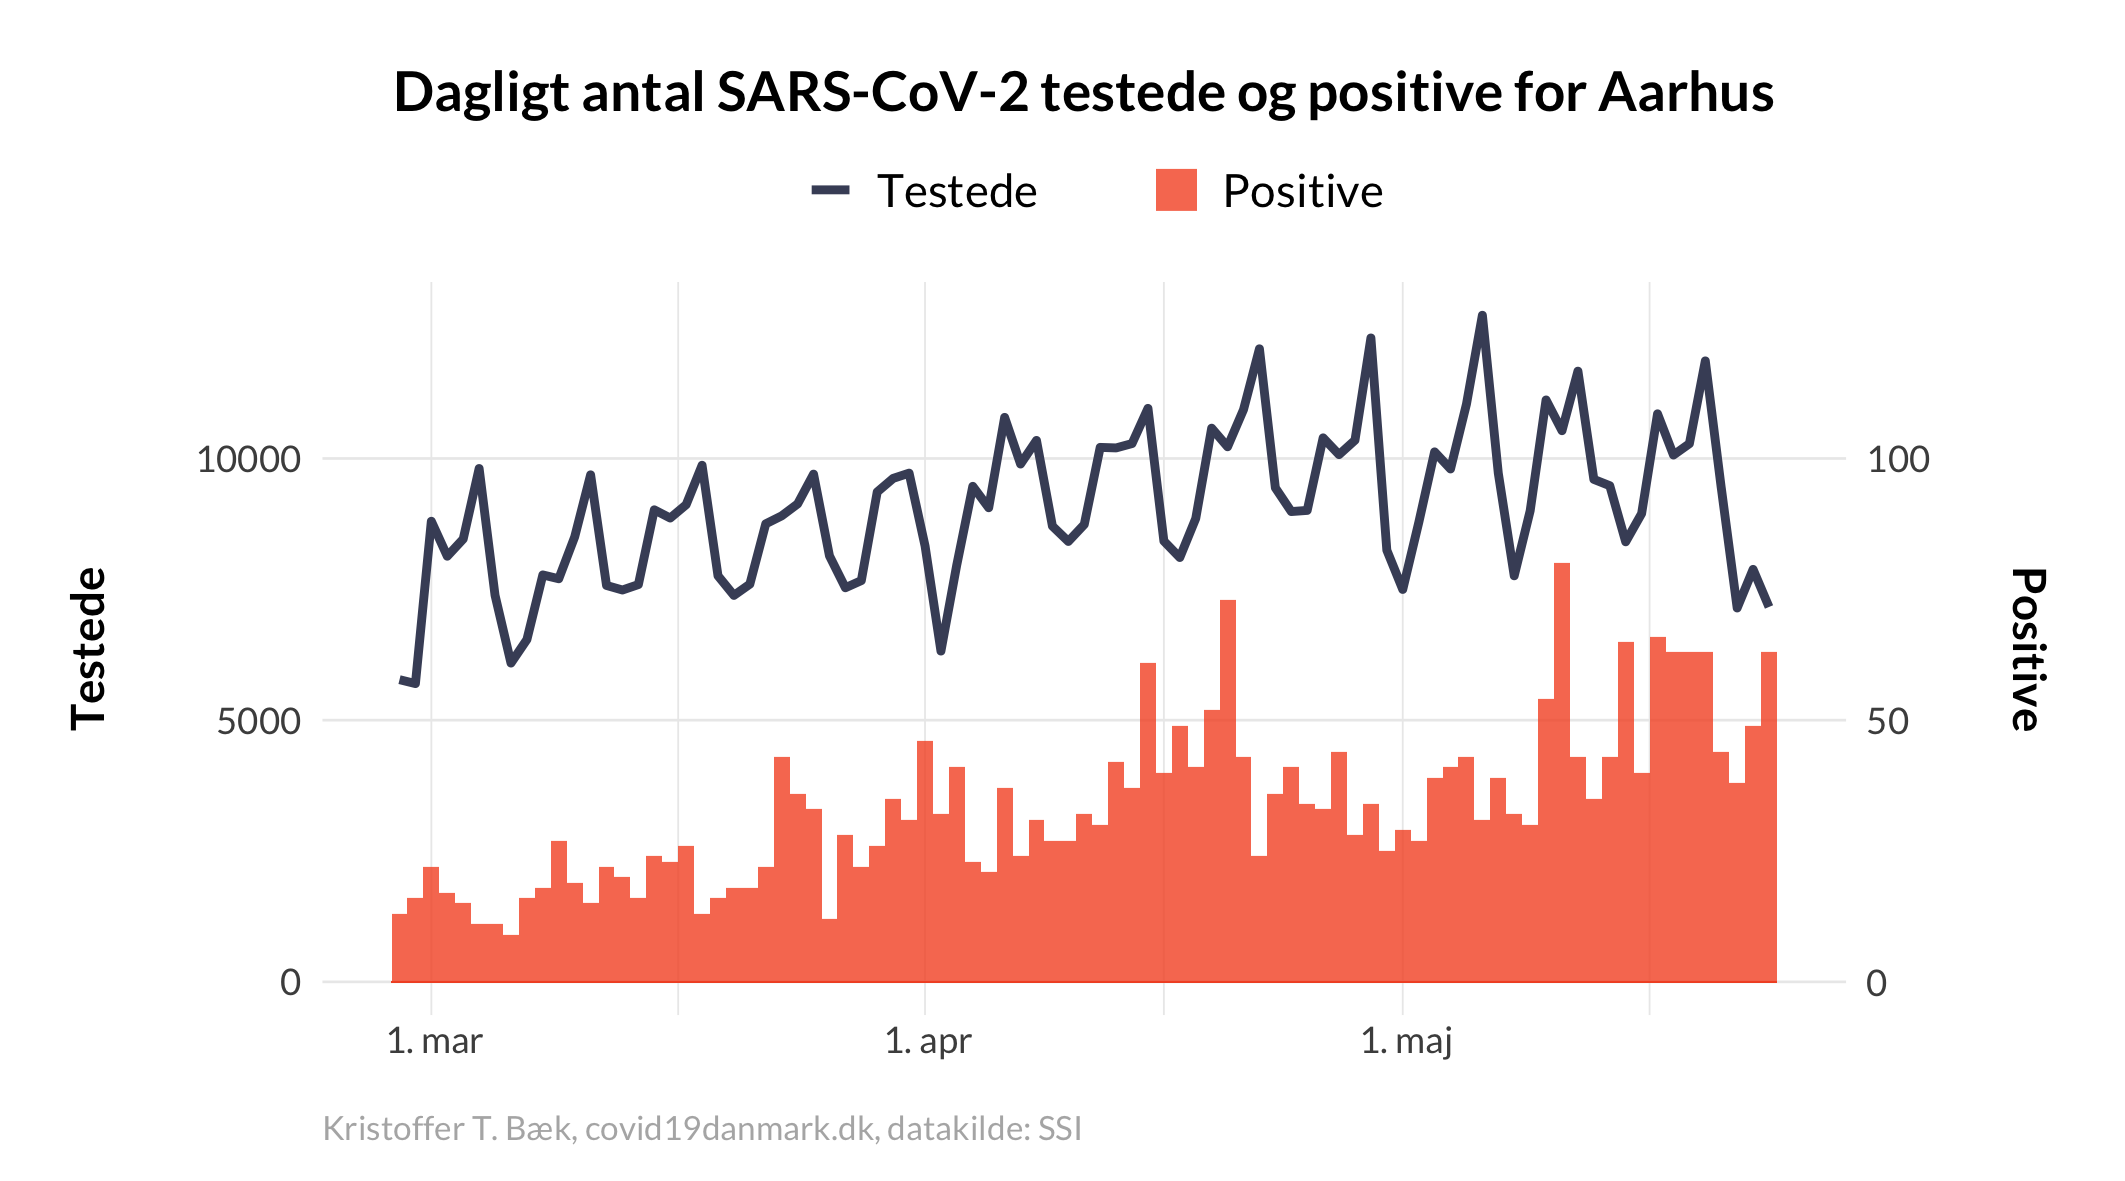 Dagligt antal SARS-CoV-2 testede og positive for Aarhus
Testede
Positive
10000
5000
0
100
50
0
Testede
Positive
1. mar
1. apr
1. maj
Kristoffer T. Bæk, covid19danmark.dk, datakilde: SSI